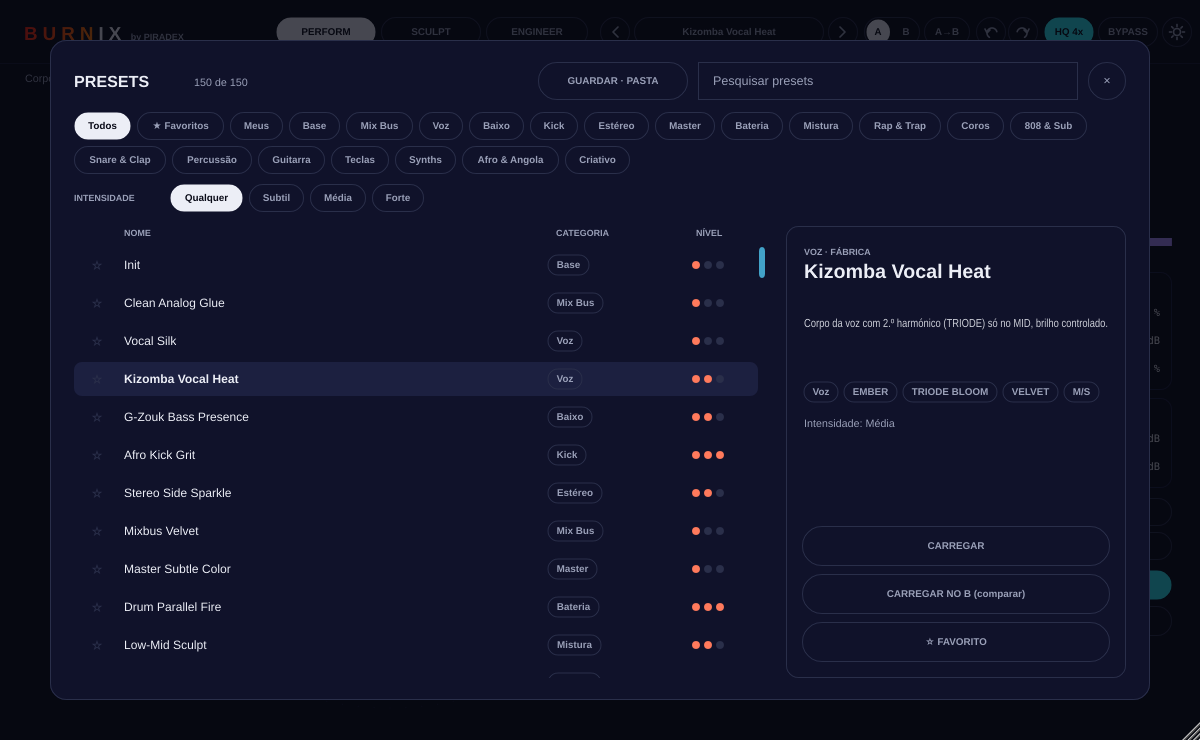 BURNIX by PIRADEX
PERFORM
SCULPT
ENGINEER
Kizomba Vocal Heat
A
B
A→B
HQ 4x
BYPASS
PRESETS
150 de 150
GUARDAR · PASTA
Pesquisar presets
×
Todos
★ Favoritos
Meus
Base
Mix Bus
Voz
Baixo
Kick
Estéreo
Master
Bateria
Mistura
Rap & Trap
Coros
808 & Sub
Snare & Clap
Percussão
Guitarra
Teclas
Synths
Afro & Angola
Criativo
INTENSIDADE
Qualquer
Subtil
Média
Forte
NOME CATEGORIA NÍVEL
☆ Init Base
☆ Clean Analog Glue Mix Bus
☆ Vocal Silk Voz
☆ Kizomba Vocal Heat Voz
☆ G-Zouk Bass Presence Baixo
☆ Afro Kick Grit Kick
☆ Stereo Side Sparkle Estéreo
☆ Mixbus Velvet Mix Bus
☆ Master Subtle Color Master
☆ Drum Parallel Fire Bateria
☆ Low-Mid Sculpt Mistura
VOZ · FÁBRICA
Kizomba Vocal Heat
Corpo da voz com 2.º harmónico (TRIODE) só no MID, brilho controlado.
Voz
EMBER
TRIODE BLOOM
VELVET
M/S
Intensidade: Média
CARREGAR
CARREGAR NO B (comparar)
☆ FAVORITO
%
dB
%
dB
dB